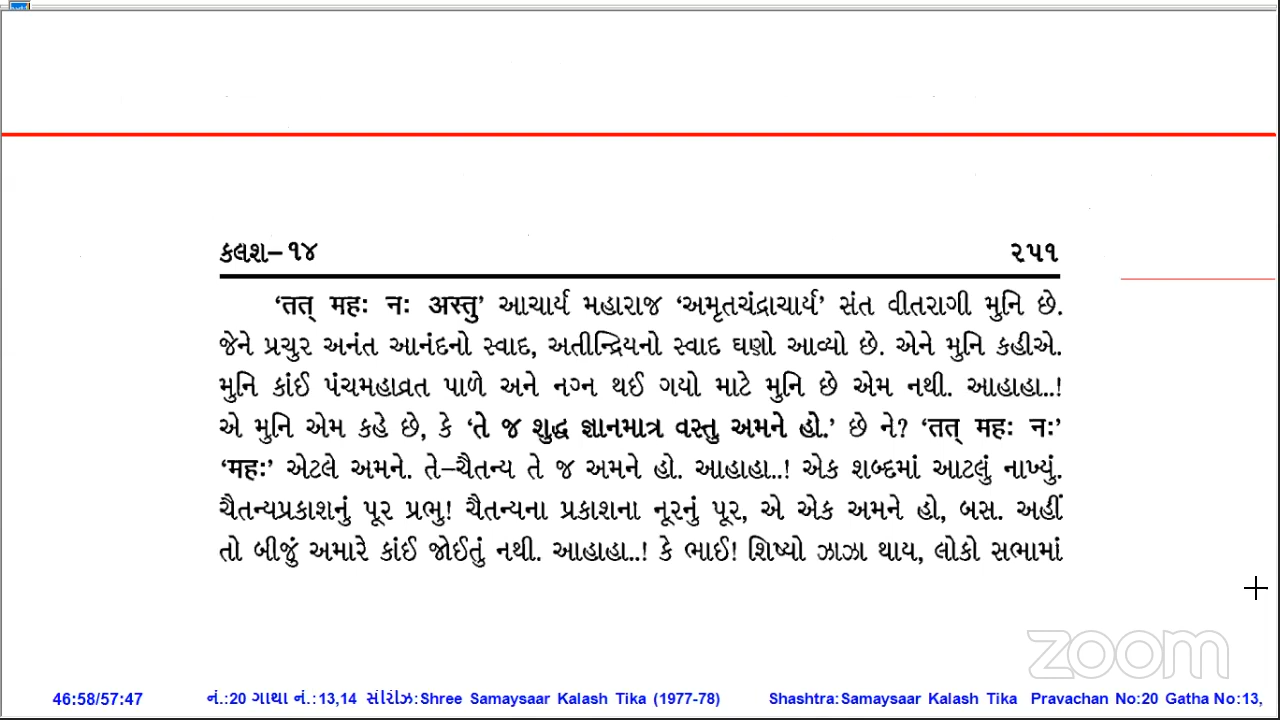 કલશ–૧૪ ૨૫૧
‘तत् महः नः अस्तु’ આચાર્ય મહારાજ ‘અમૃતચંદ્રાચાર્ય’ સંત વીતરાગી મુનિ છે.
જેને પ્રચુર અનંત આનંદનો સ્વાદ, અતીન્દ્રિયનો સ્વાદ ઘણો આવ્યો છે. એને મુનિ કહીએ.
મુનિ કાંઈ પંચમહાવ્રત પાળે અને નગ્ન થઈ ગયો માટે મુનિ છે એમ નથી. આહાહા..!
એ મુનિ એમ કહે છે, કે ‘તે જ શુદ્ધ જ્ઞાનમાત્ર વસ્તુ અમને હો.’ છે ને? ‘तत् महः नः’
‘महः’ એટલે અમને. તે–ચૈતન્ય તે જ અમને હો. આહાહા..! એક શબ્દમાં આટલું નાખ્યું.
ચૈતન્યપ્રકાશનું પૂર પ્રભુ! ચૈતન્યના પ્રકાશના નૂરનું પૂર, એ એક અમને હો, બસ. અહીં
તો બીજું અમારે કાંઈ જોઈતું નથી. આહાહા..! કે ભાઈ! શિષ્યો ઝાઝા થાય, લોકો સભામાં
zoom
46:58/57:47 નં.:20 ગાથા નં.:13,14 સીરીઝ:Shree Samaysaar Kalash Tika (1977-78) Shashtra:Samaysaar Kalash Tika Pravachan No:20 Gatha No:13,